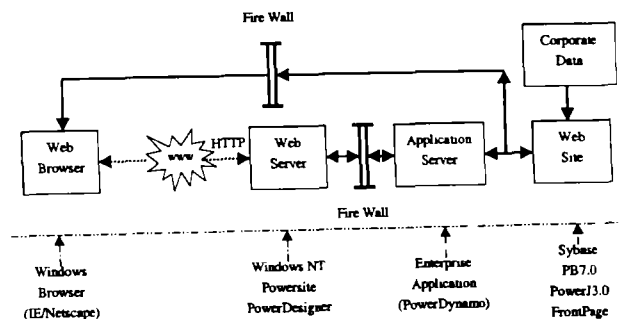 Fire Wall
Corporate
Data
Web
Browser
www
HTTP
Web
Server
Application
Server
Web
Site
Fire Wall
Windows
Browser
(IE/Netscape)
Windows NT
Powersite
PowerDesigner
Enterprise
Application
(PowerDynamo)
Sybase
PB7.0
PowerJ3.0
FrontPage